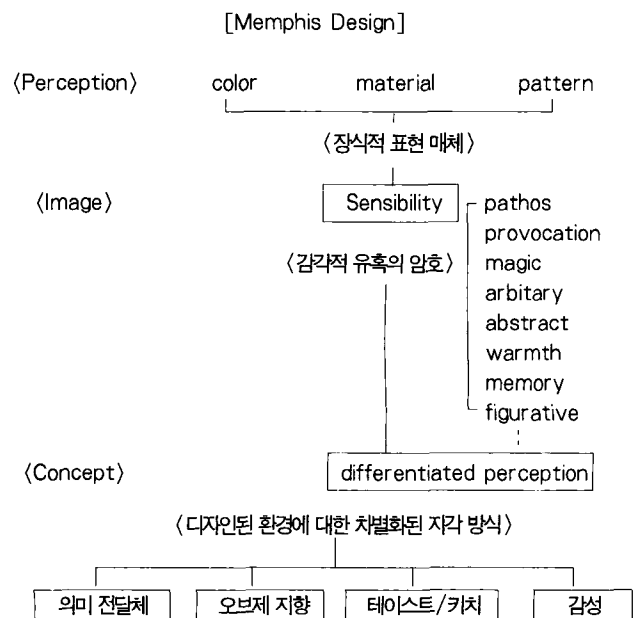 [Memphis Design]
〈Perception〉 color material pattern
〈장식적 표현 매체〉
〈Image〉 Sensibility pathos
provocation
〈감각적 유혹의 암호〉 magic
arbitary
abstract
warmth
memory
figurative
〈Concept〉 differentiated perception
〈디자인된 환경에 대한 차별화된 지각 방식〉
의미 전달체 오브제 지향 테이스트/키치 감성